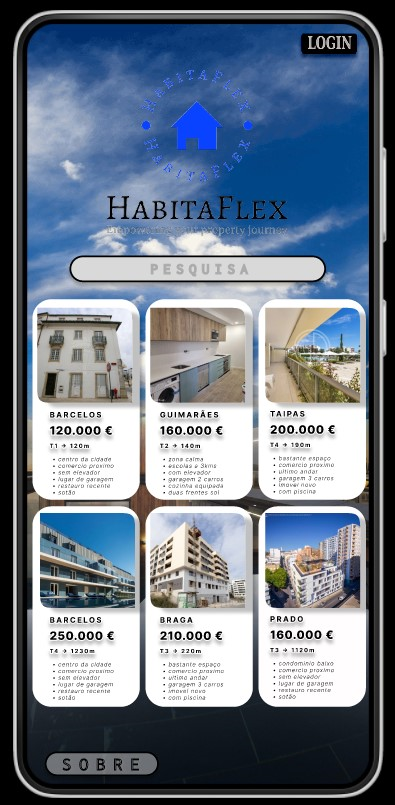 LOGIN
HABITAFLEX
HABITAFLEX
HABITAFLEX
Empowering your property journey
PESQUISA
BARCELOS
120.000 €
T1 → 120m
• centro da cidade
• comercio proximo
• sem elevador
• lugar de garagem
• restauro recente
• sotão
GUIMARÃES
160.000 €
T2 → 140m
• zona calma
• escolas a 3kms
• com elevador
• garagem 2 carros
• cozinha equipada
• duas frentes sol
TAIPAS
200.000 €
T4 → 190m
• bastante espaço
• comercio proximo
• ultimo andar
• garagem 3 carros
• imovel novo
• com piscina
BARCELOS
250.000 €
T4 → 1230m
• centro da cidade
• comercio proximo
• sem elevador
• lugar de garagem
• restauro recente
• sotão
BRAGA
210.000 €
T3 → 220m
• bastante espaço
• comercio proximo
• ultimo andar
• garagem 3 carros
• imovel novo
• com piscina
PRADO
160.000 €
T3 → 1120m
• condominio baixo
• comercio proximo
• sem elevador
• lugar de garagem
• restauro recente
• sotão
SOBRE